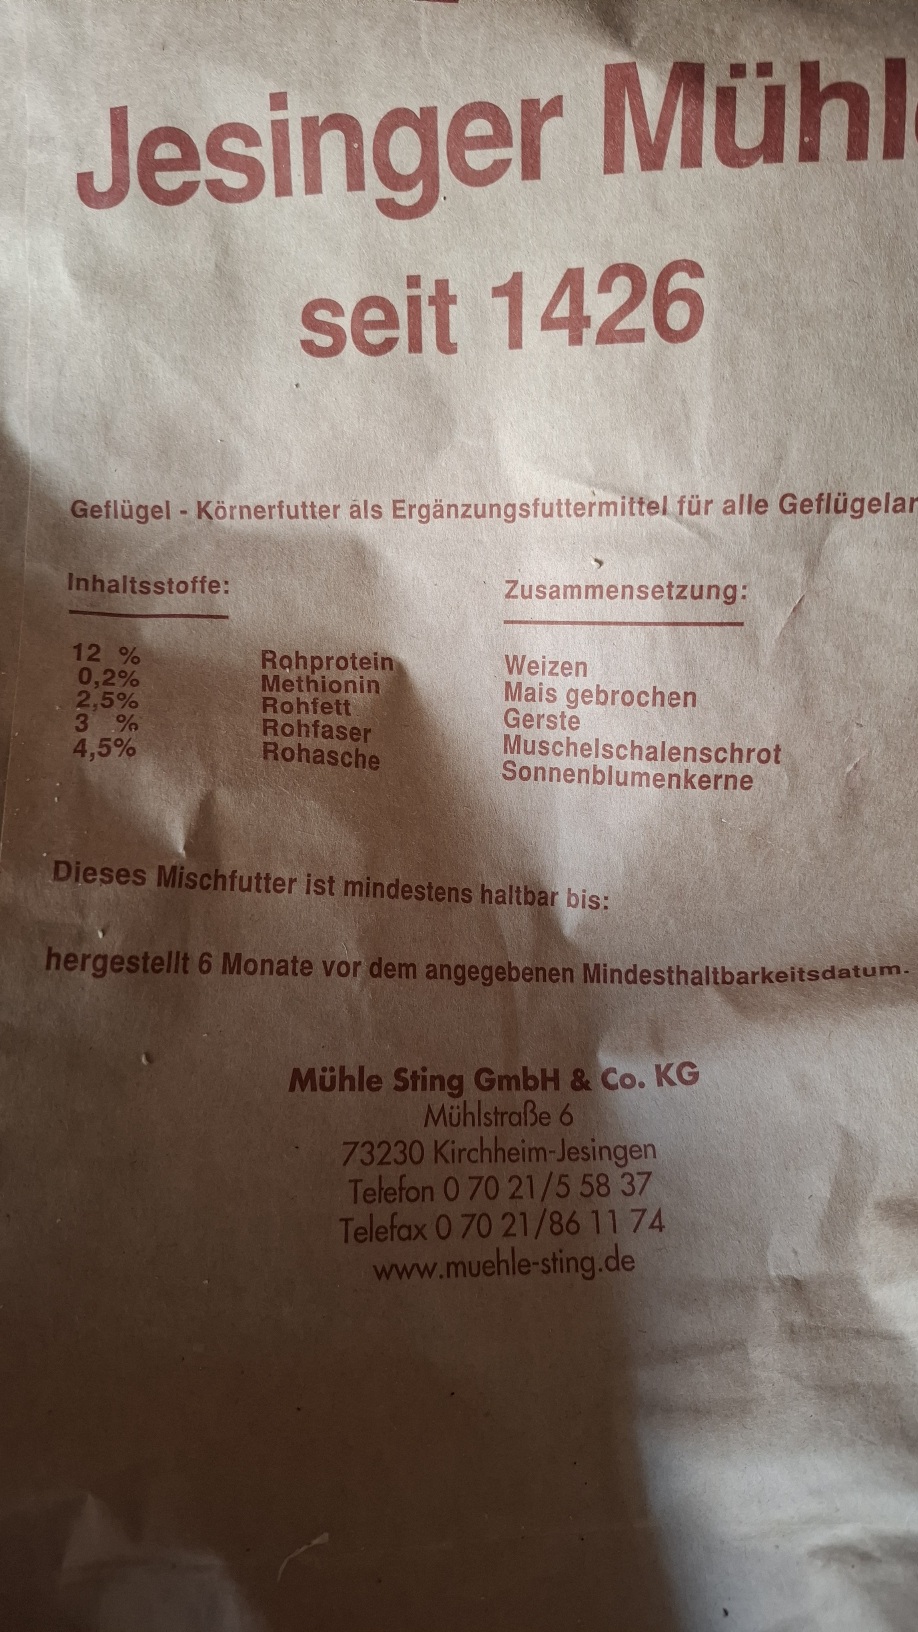 Jesinger Mühl
seit 1426
Geflügel - Körnerfutter als Ergänzungsfuttermittel für alle Geflügelar
Inhaltsstoffe:
Zusammensetzung:
12 % Rohprotein
0,2% Methionin
2,5% Rohfett
3 % Rohfaser
4,5% Rohasche
Weizen
Mais gebrochen
Gerste
Muschelschalenschrot
Sonnenblumenkerne
Dieses Mischfutter ist mindestens haltbar bis:
hergestellt 6 Monate vor dem angegebenen Mindesthaltbarkeitsdatum.
Mühle Sting GmbH & Co. KG
Mühlstraße 6
73230 Kirchheim-Jesingen
Telefon 0 70 21/5 58 37
Telefax 0 70 21/86 11 74
www.muehle-sting.de